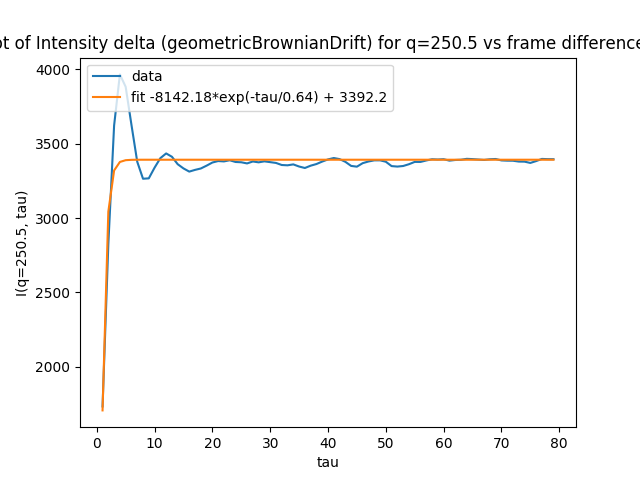 ot of Intensity delta (geometricBrownianDrift) for q=250.5 vs frame difference
data
fit -8142.18*exp(-tau/0.64) + 3392.2
4000
3500
3000
2500
2000
I(q=250.5, tau)
0 10 20 30 40 50 60 70 80
tau